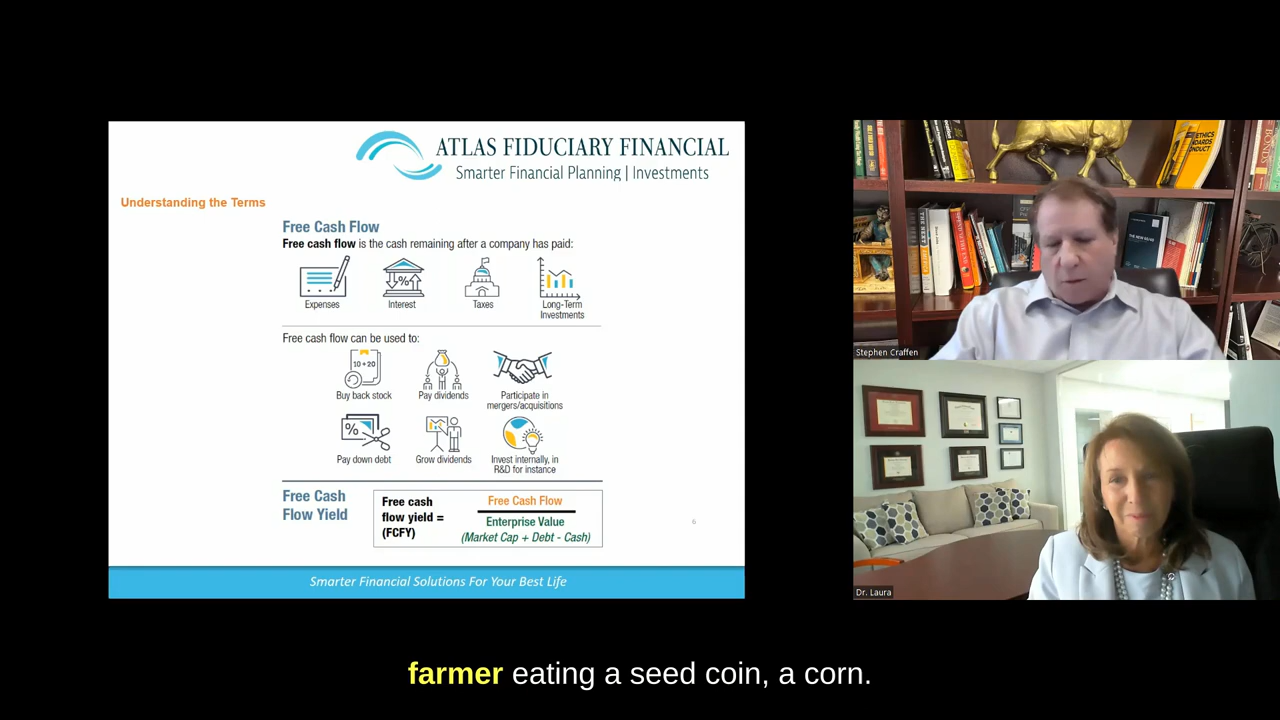 ATLAS FIDUCIARY FINANCIAL
Smarter Financial Planning | Investments
Understanding the Terms
Free Cash Flow
Free cash flow is the cash remaining after a company has paid:
%
Expenses
Interest
Taxes
Long-Term
Investments
Free cash flow can be used to:
10+20
Buy back stock
Pay dividends
Participate in
mergers/acquisitions
%
Pay down debt
Grow dividends
Invest internally, in
R&D for instance
Free Cash
Flow Yield
Free cash
flow yield =
(FCFY)
Free Cash Flow
Enterprise Value
(Market Cap + Debt - Cash)
6
Smarter Financial Solutions For Your Best Life
ETHICS
Stephen Craffen
Dr. Laura
farmer eating a seed coin, a corn.